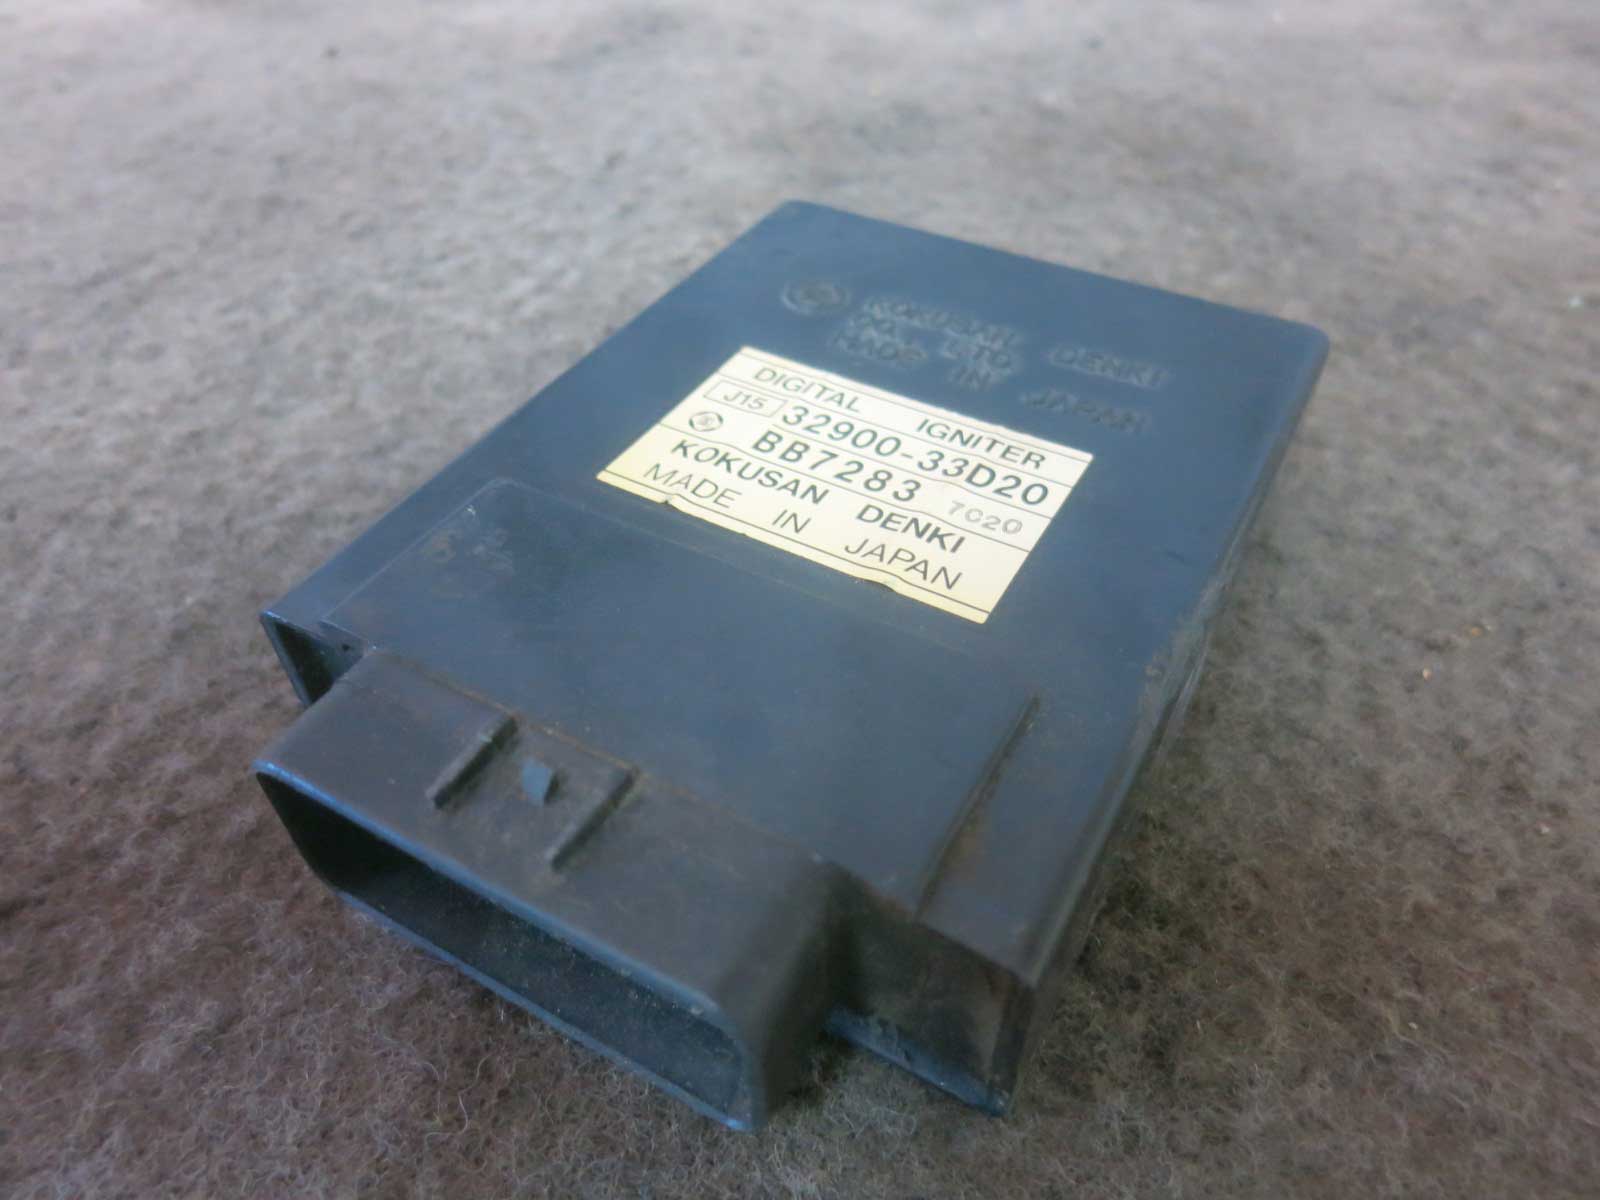 KOKUSAN DENKI
CO. LTD.
MADE IN JAPAN
DIGITAL IGNITER
J15 32900-33D20
BB7283 7C20
KOKUSAN DENKI
MADE IN JAPAN